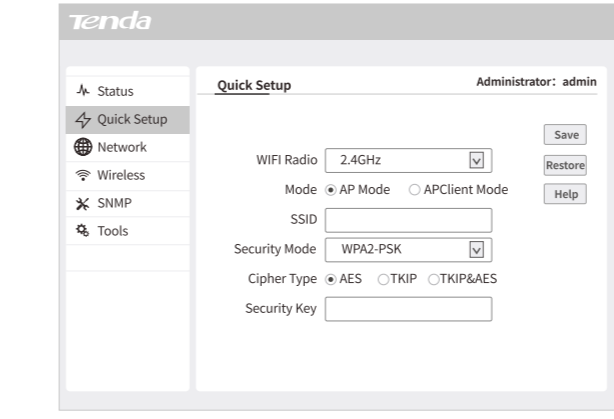 Tenda
Status
Quick Setup
Network
Wireless
SNMP
Tools
Quick Setup
Administrator: admin
WIFI Radio 2.4GHz
Mode AP Mode APClient Mode
SSID
Security Mode WPA2-PSK
Cipher Type AES TKIP TKIP&AES
Security Key
Save
Restore
Help